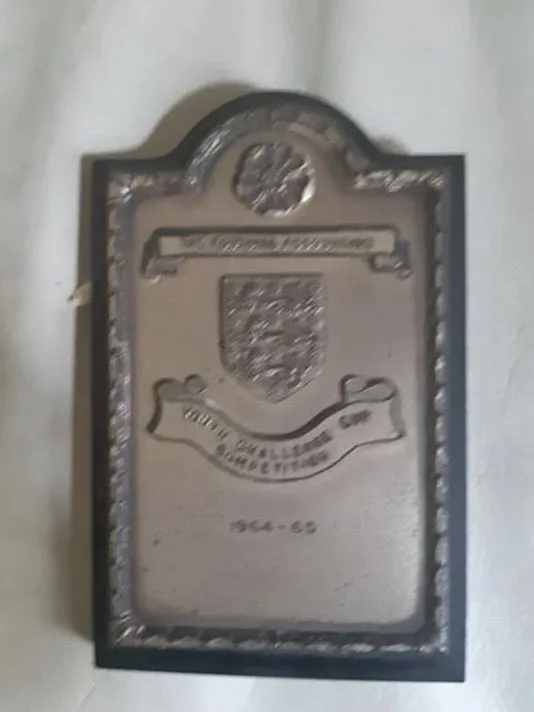 THE FOOTBALL ASSOCIATION
YOUTH CHALLENGE CUP
COMPETITION
1964-65